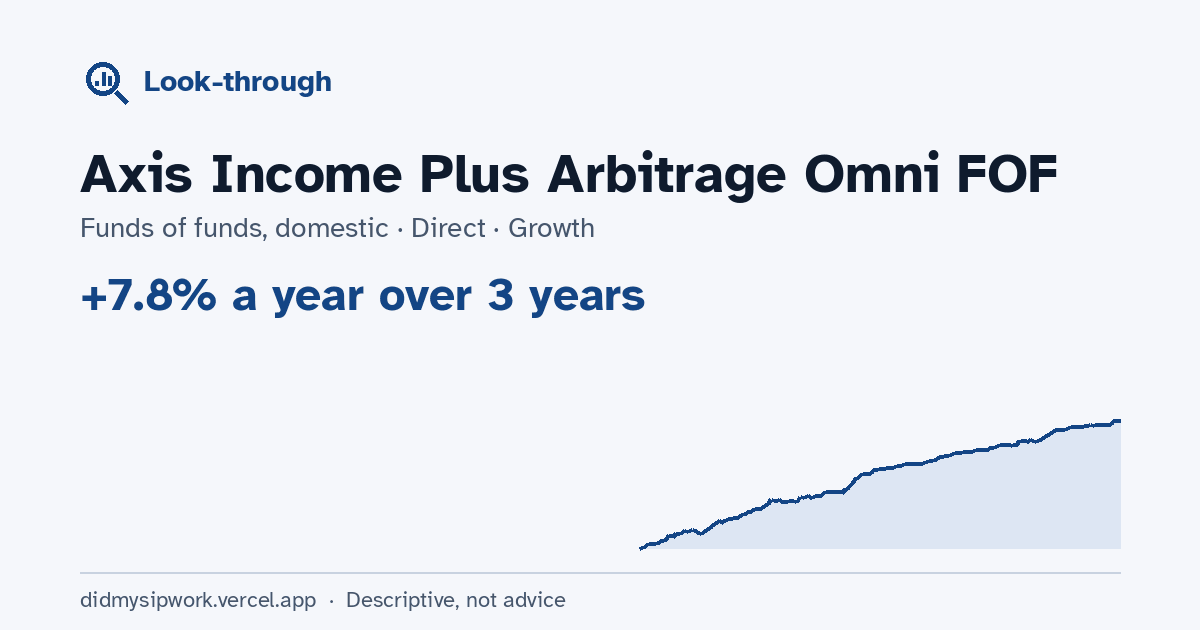 Look-through
Axis Income Plus Arbitrage Omni FOF
Funds of funds, domestic · Direct · Growth
+7.8% a year over 3 years
didmysipwork.vercel.app · Descriptive, not advice